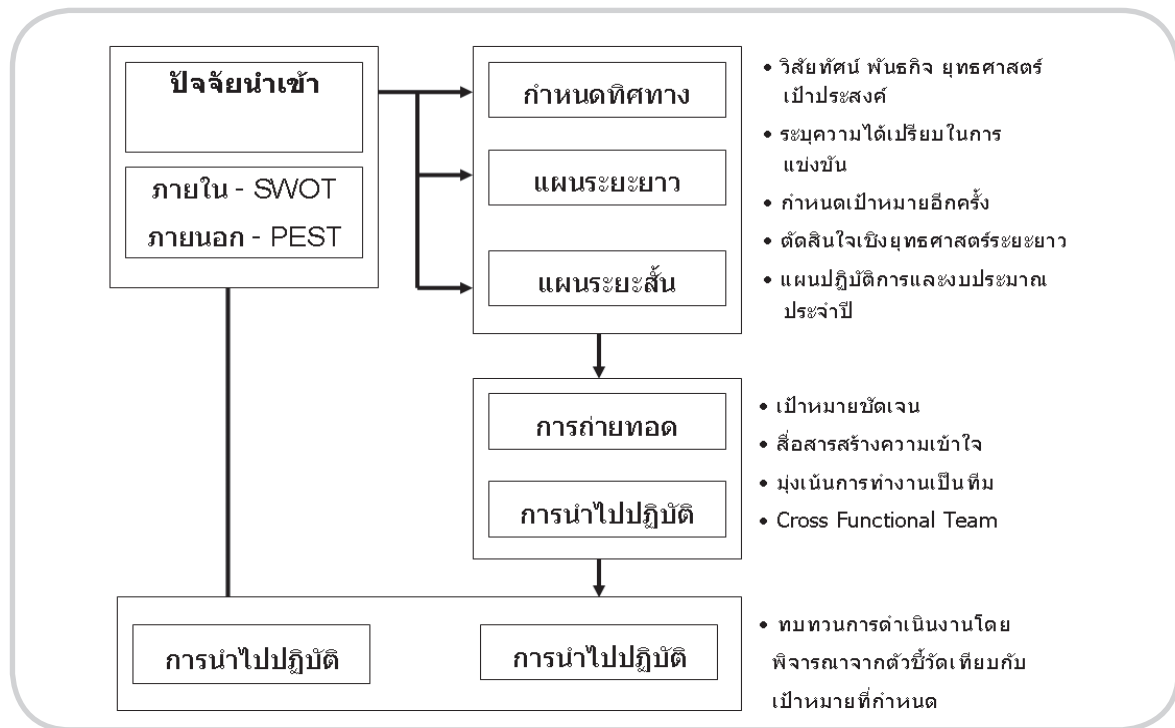 ปัจจัยนำเข้า
ภายใน - SWOT
ภายนอก - PEST
กำหนดทิศทาง
แผนระยะยาว
แผนระยะสั้น
• วิสัยทัศน์ พันธกิจ ยุทธศาสตร์
เป้าประสงค์
• ระบุความได้เปรียบในการ
แข่งขัน
• กำหนดเป้าหมายอีกครั้ง
• ตัดสินใจเชิงยุทธศาสตร์ระยะยาว
• แผนปฏิบัติการและงบประมาณ
ประจำปี
การถ่ายทอด
การนำไปปฏิบัติ
• เป้าหมายชัดเจน
• สื่อสารสร้างความเข้าใจ
• มุ่งเน้นการทำงานเป็นทีม
• Cross Functional Team
การนำไปปฏิบัติ
การนำไปปฏิบัติ
• ทบทวนการดำเนินงานโดย
พิจารณาจากตัวชี้วัดเทียบกับ
เป้าหมายที่กำหนด